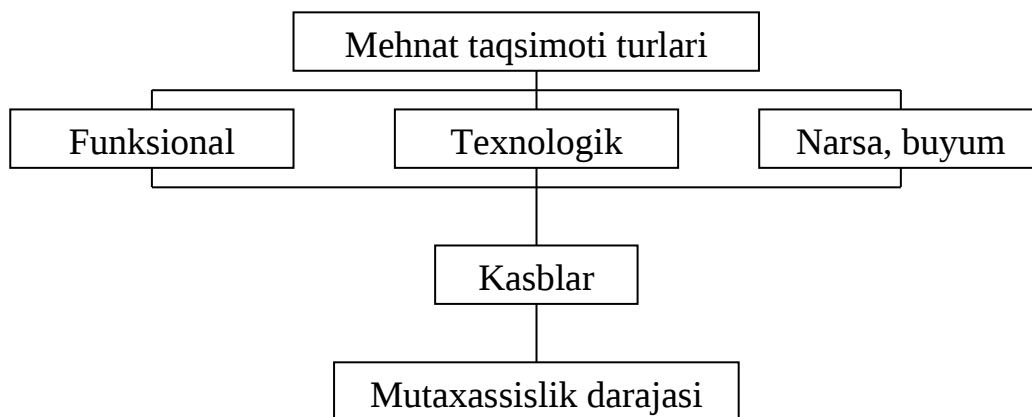 Mehnat taqsimoti turlari
Funksional
Texnologik
Narsa, buyum
Kasblar
Mutaxassislik darajasi